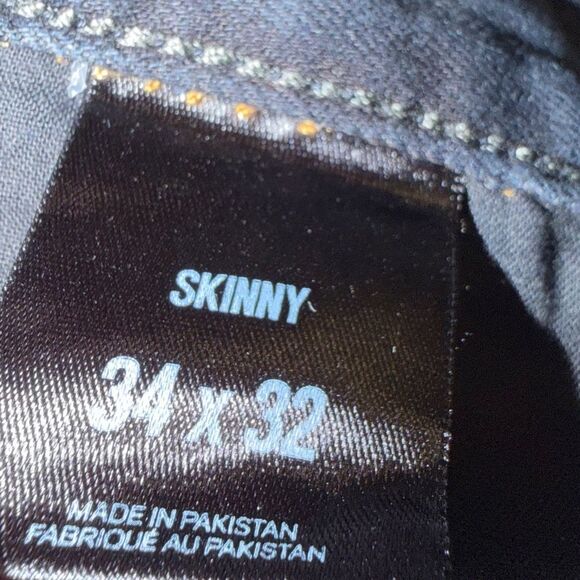 SKINNY
34 x 32
MADE IN PAKISTAN
FABRIQUÉ AU PAKISTAN